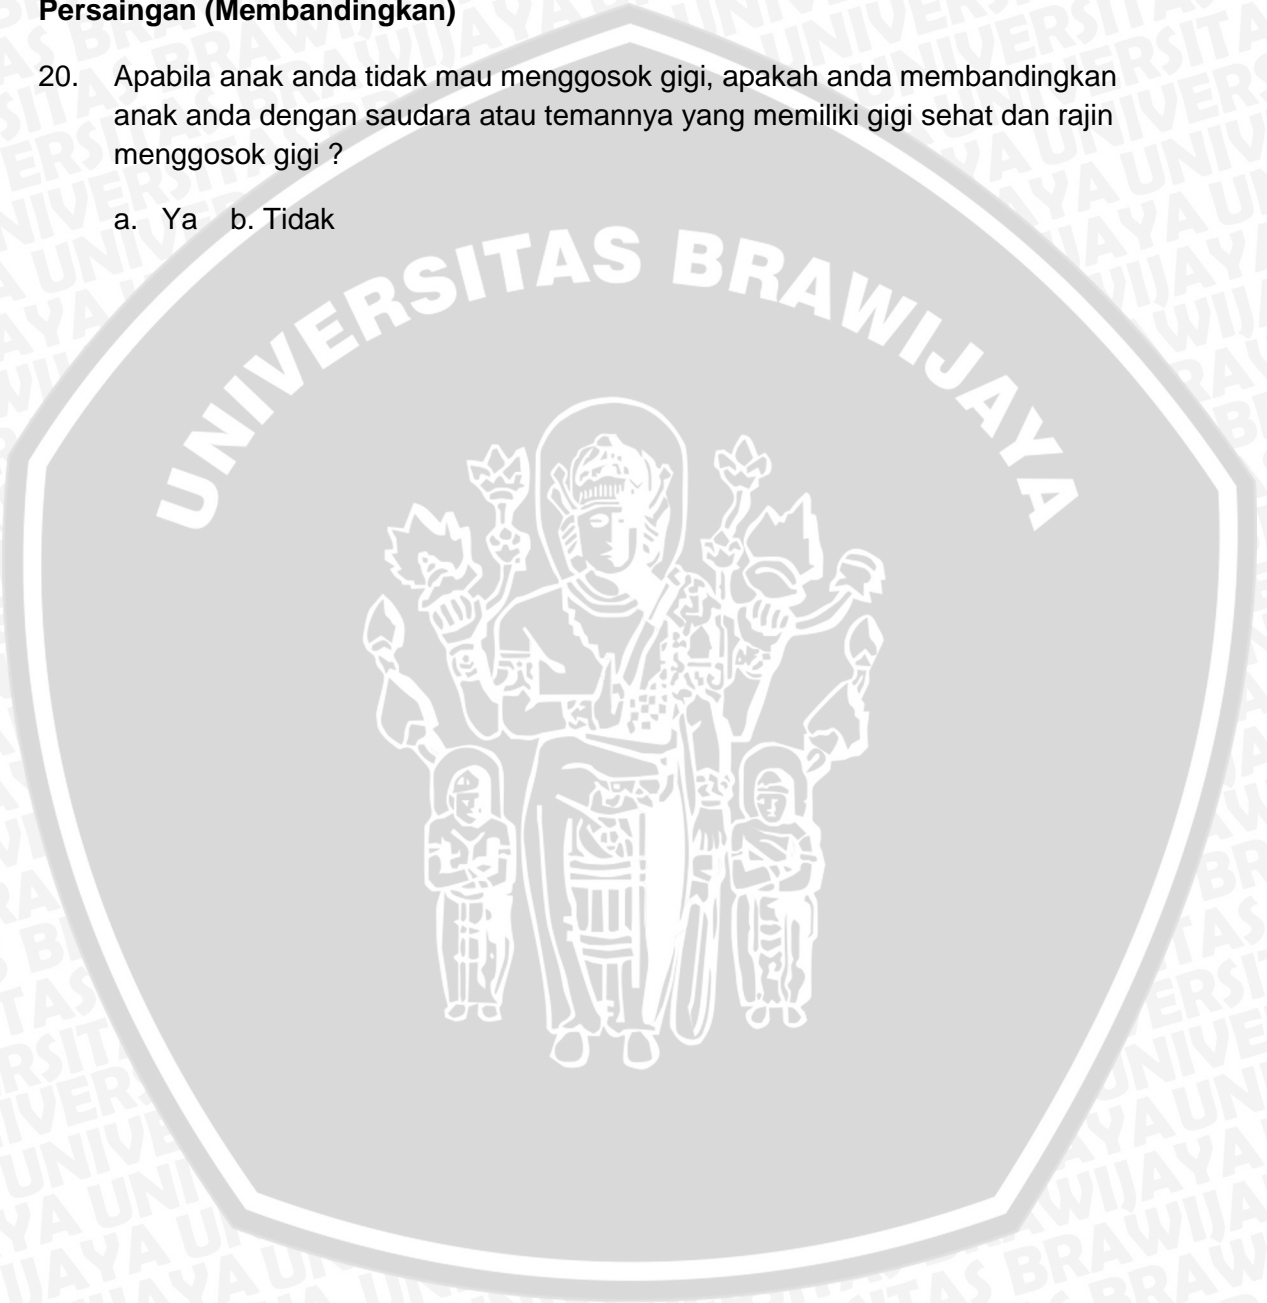 Persaingan (Membandingkan)
20. Apabila anak anda tidak mau menggosok gigi, apakah anda membandingkan
anak anda dengan saudara atau temannya yang memiliki gigi sehat dan rajin
menggosok gigi ?
a. Ya b. Tidak
UNIVERSITAS BRAWIJAYA